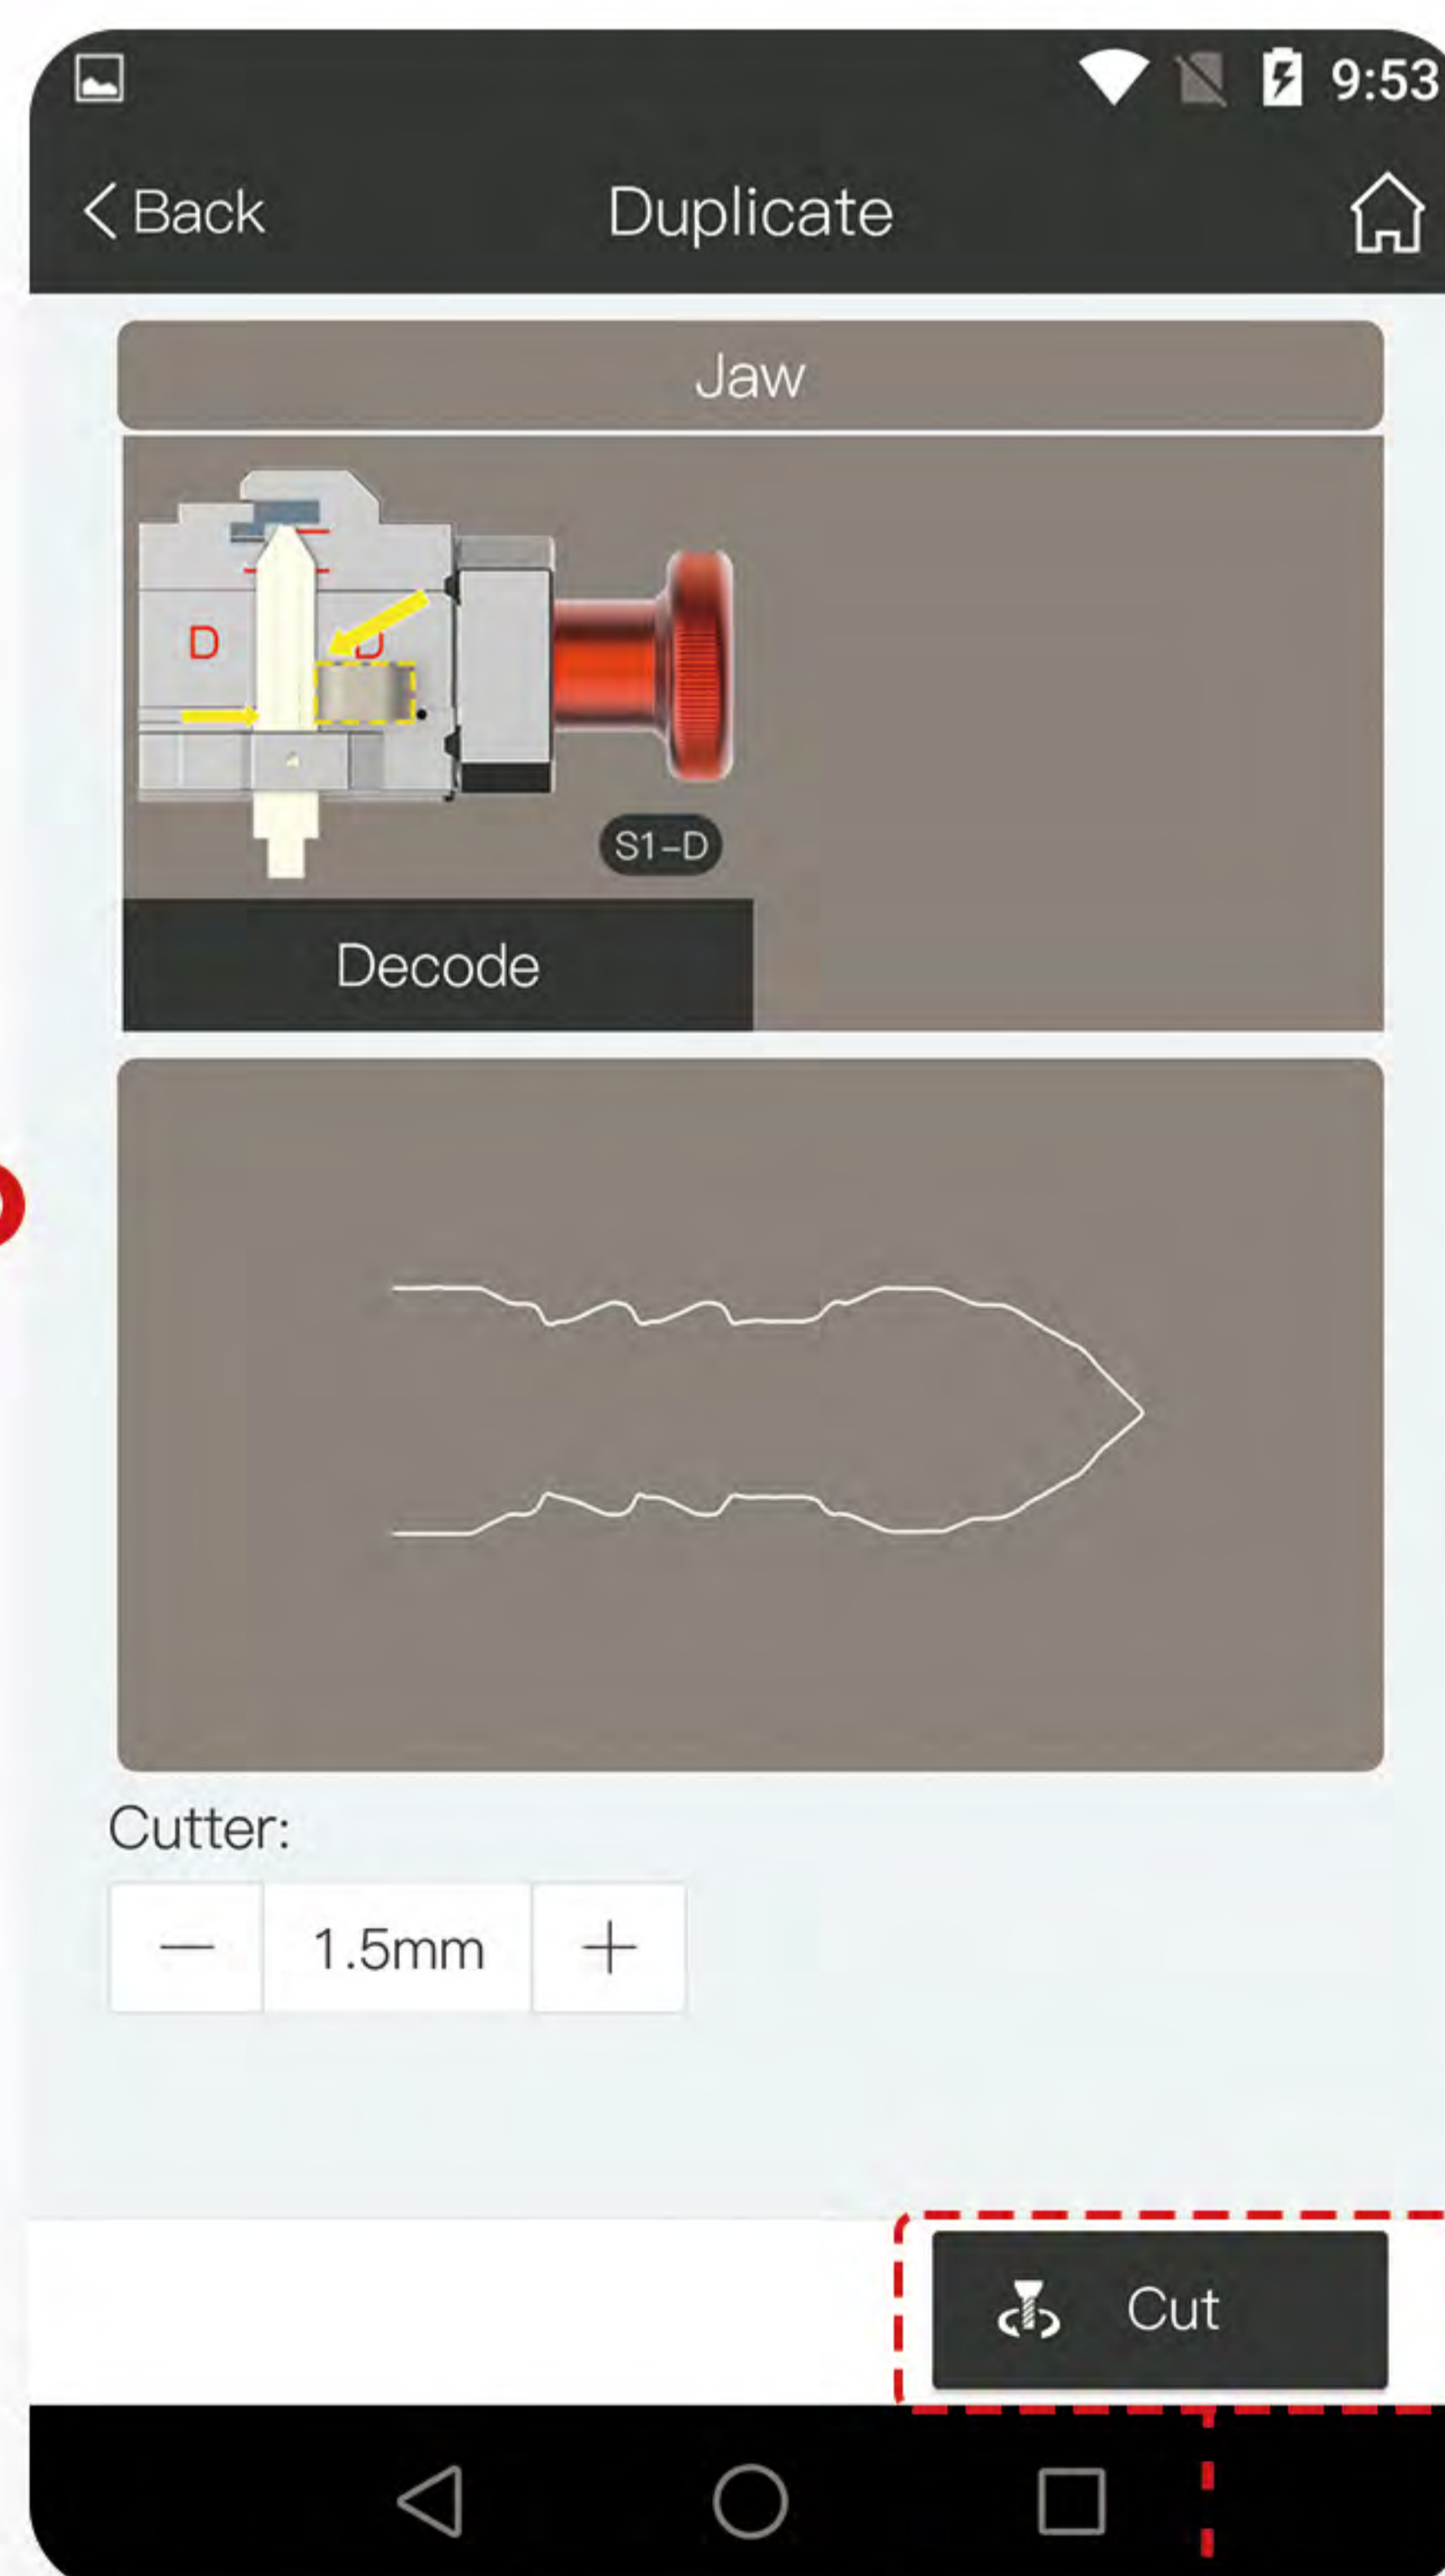 9:53
Back
Duplicate
Jaw
D
D
S1-D
Decode
Cutter:
1.5mm
Cut